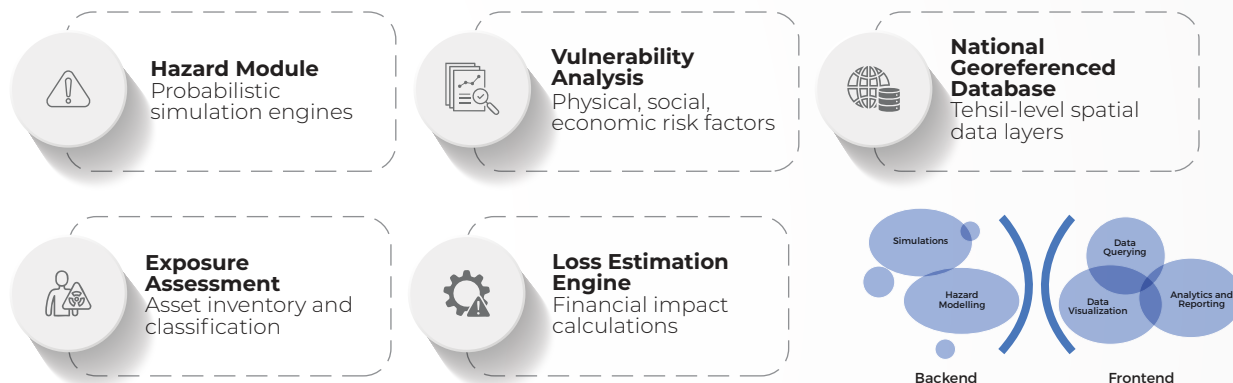 Hazard Module
Probabilistic
simulation engines
Vulnerability
Analysis
Physical, social,
economic risk factors
National
Georeferenced
Database
Tehsil-level spatial
data layers
Exposure
Assessment
Asset inventory and
classification
Loss Estimation
Engine
Financial impact
calculations
Simulations
Hazard
Modelling
Backend
Data
Querying
Data
Visualization
Analytics and
Reporting
Frontend